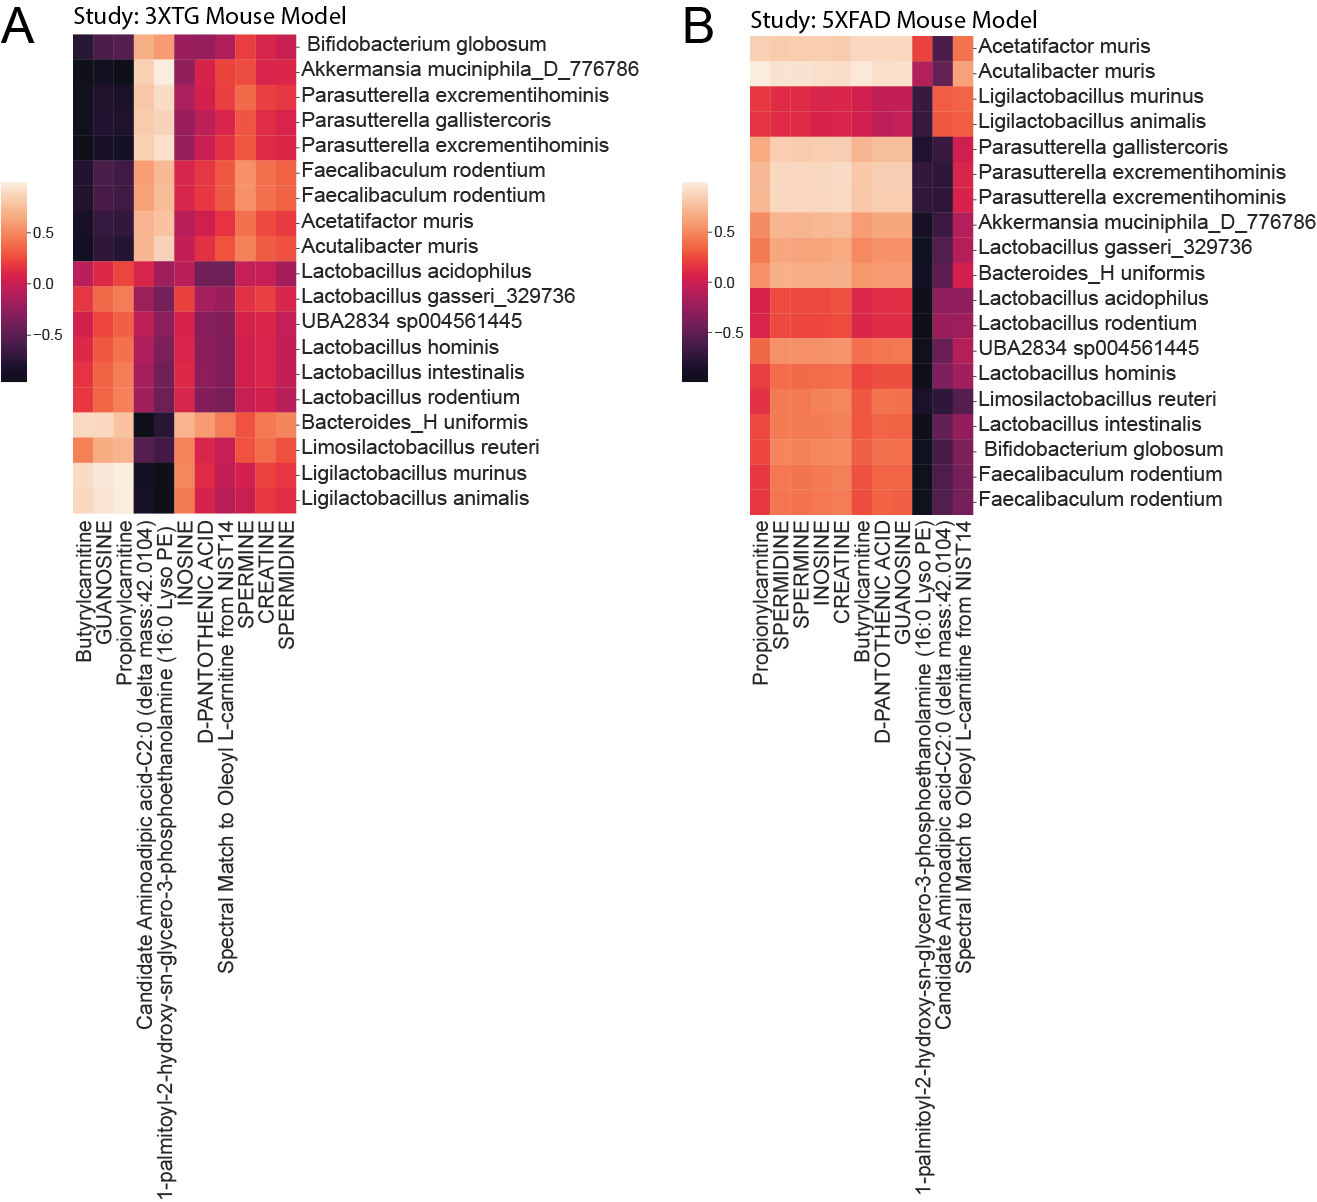 A
Study: 3XTG Mouse Model
Bifidobacterium globosum
Akkermansia muciniphila_D_776786
Parasutterella excrementihominis
Parasutterella gallistercoris
Parasutterella excrementihominis
Faecalibaculum rodentium
Faecalibaculum rodentium
Acetatifactor muris
Acutalibacter muris
Lactobacillus acidophilus
Lactobacillus gasseri_329736
UBA2834 sp004561445
Lactobacillus hominis
Lactobacillus intestinalis
Lactobacillus rodentium
Bacteroides_H uniformis
Limosilactobacillus reuteri
Ligilactobacillus murinus
Ligilactobacillus animalis
0.5
0.0
−0.5
Butyrylcarnitine
GUANOSINE
Propionylcarnitine
Candidate Aminoadipic acid-C2:0 (delta mass:42.0104)
1-palmitoyl-2-hydroxy-sn-glycero-3-phosphoethanolamine (16:0 Lyso PE)
INOSINE
D-PANTOTHENIC ACID
Spectral Match to Oleoyl L-carnitine from NIST14
SPERMINE
CREATINE
SPERMIDINE
B
Study: 5XFAD Mouse Model
Acetatifactor muris
Acutalibacter muris
Ligilactobacillus murinus
Ligilactobacillus animalis
Parasutterella gallistercoris
Parasutterella excrementihominis
Parasutterella excrementihominis
Akkermansia muciniphila_D_776786
Lactobacillus gasseri_329736
Bacteroides_H uniformis
Lactobacillus acidophilus
Lactobacillus rodentium
UBA2834 sp004561445
Lactobacillus hominis
Limosilactobacillus reuteri
Lactobacillus intestinalis
Bifidobacterium globosum
Faecalibaculum rodentium
Faecalibaculum rodentium
0.5
0.0
−0.5
Propionylcarnitine
SPERMIDINE
SPERMINE
INOSINE
CREATINE
Butyrylcarnitine
D-PANTOTHENIC ACID
GUANOSINE
1-palmitoyl-2-hydroxy-sn-glycero-3-phosphoethanolamine (16:0 Lyso PE)
Candidate Aminoadipic acid-C2:0 (delta mass:42.0104)
Spectral Match to Oleoyl L-carnitine from NIST14